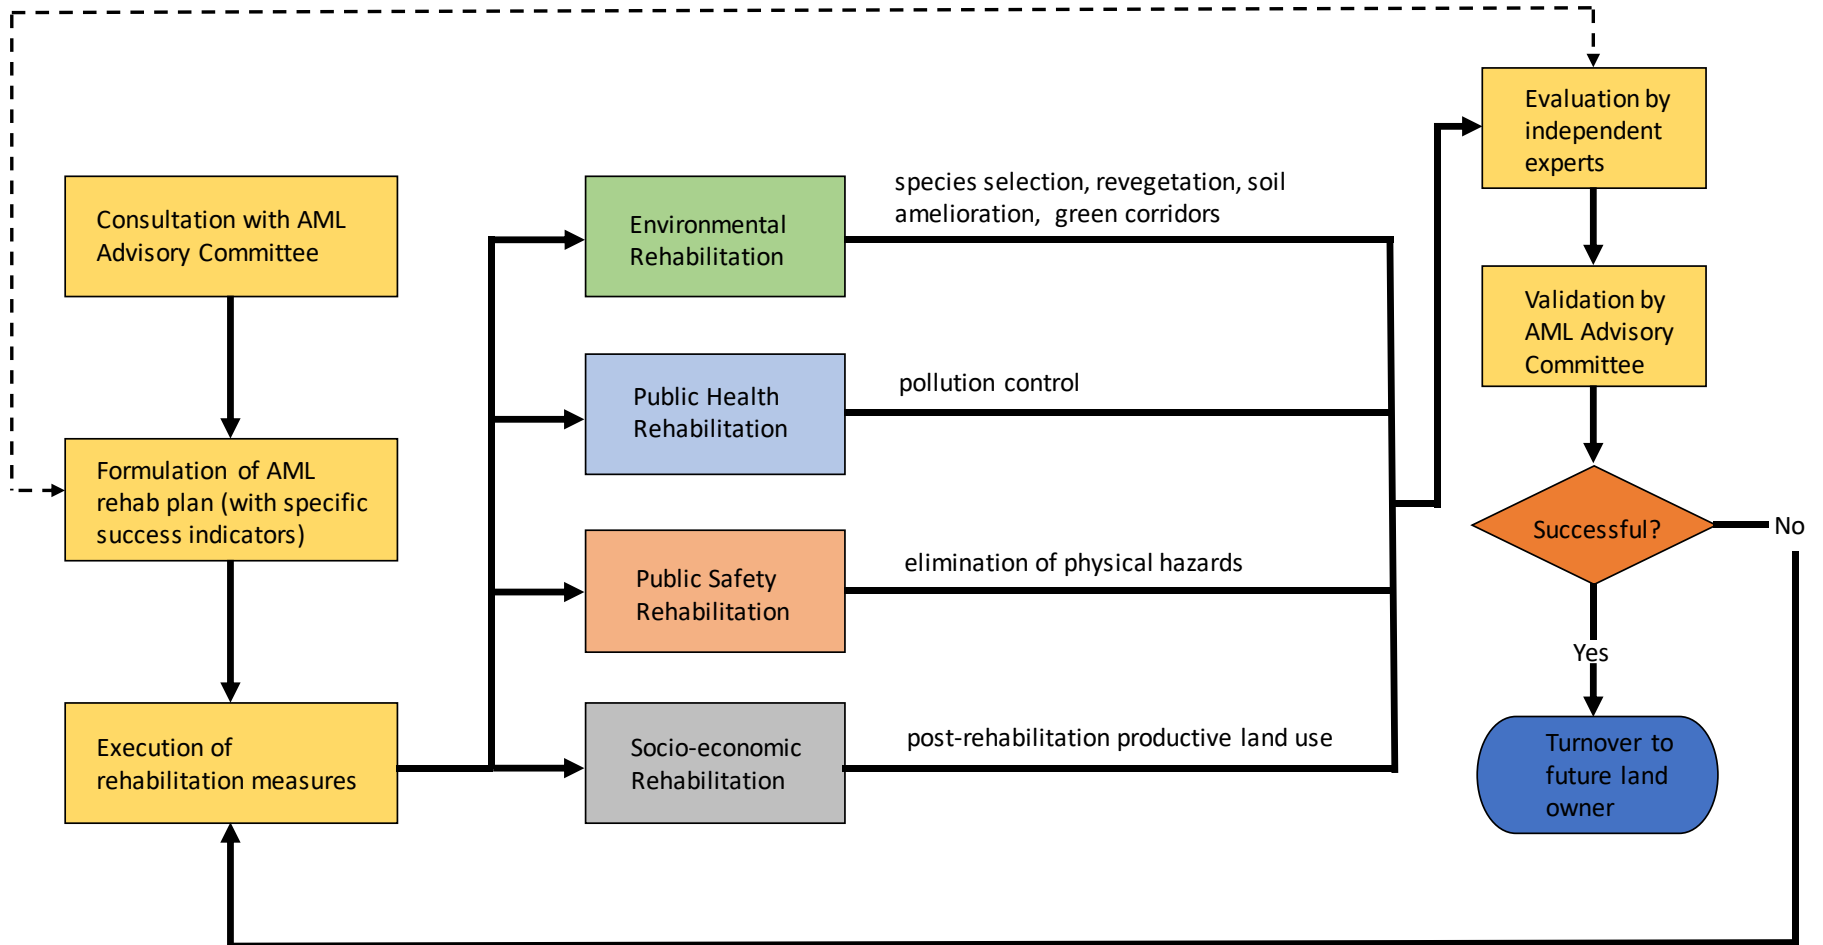 Consultation with AML
Advisory Committee
Formulation of AML
rehab plan (with specific
success indicators)
Execution of
rehabilitation measures
Environmental
Rehabilitation
species selection, revegetation, soil
amelioration, green corridors
Public Health
Rehabilitation
pollution control
Public Safety
Rehabilitation
elimination of physical hazards
Socio-economic
Rehabilitation
post-rehabilitation productive land use
Evaluation by
independent
experts
Validation by
AML Advisory
Committee
Successful?
No
Yes
Turnover to
future land
owner